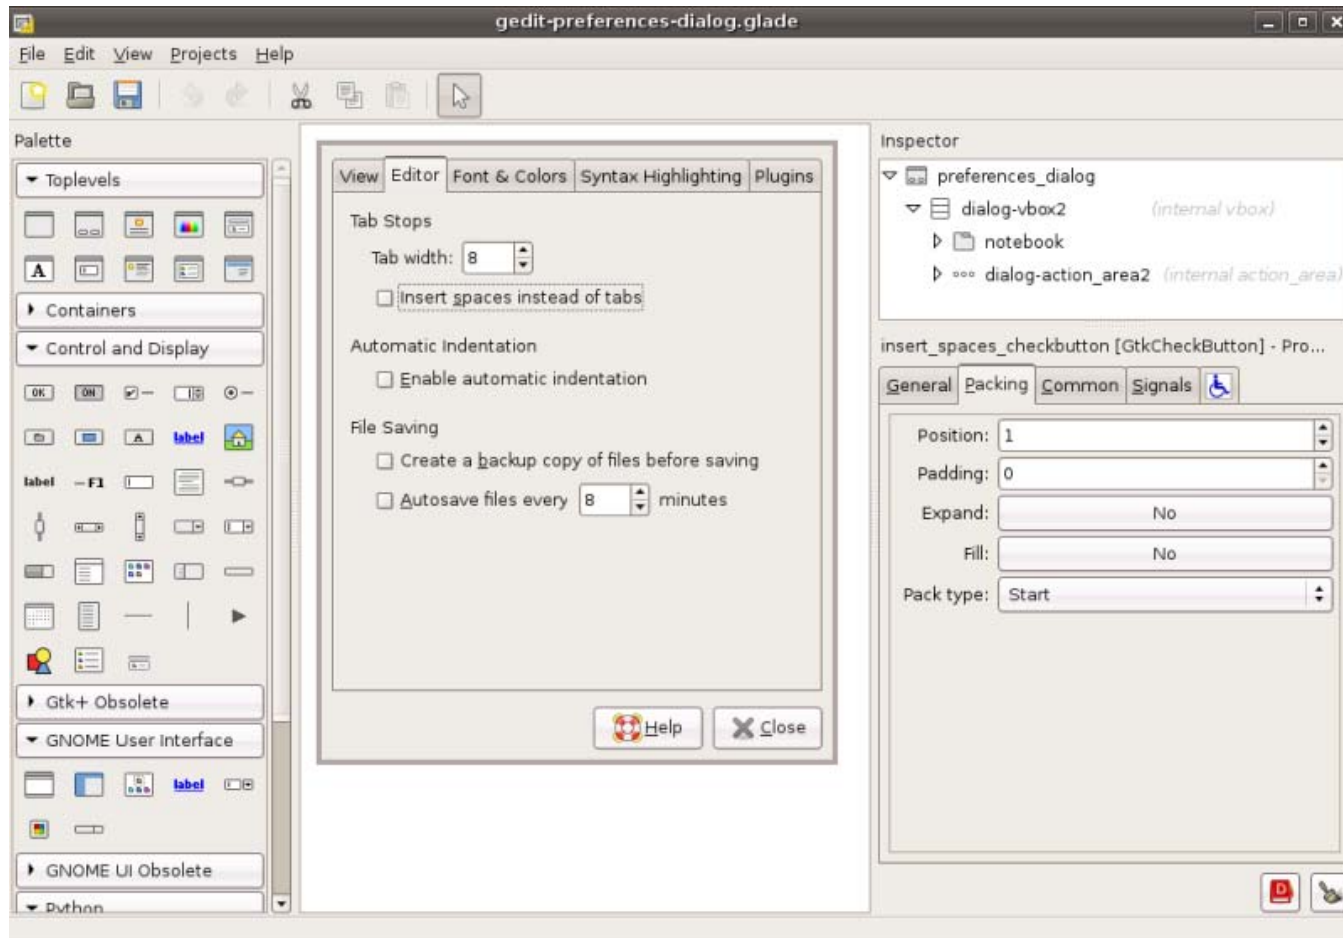 gedit-preferences-dialog.glade
File Edit View Projects Help
Palette
Toplevels
A
Containers
Control and Display
OK ON
A label
label F1
Gtk+ Obsolete
GNOME User Interface
label
GNOME UI Obsolete
Python
View Editor Font & Colors Syntax Highlighting Plugins
Tab Stops
Tab width: 8
Insert spaces instead of tabs
Automatic Indentation
Enable automatic indentation
File Saving
Create a backup copy of files before saving
Autosave files every 8 minutes
Help Close
Inspector
preferences_dialog
dialog-vbox2 (internal vbox)
notebook
dialog-action_area2 (internal action_area)
insert_spaces_checkbutton [GtkCheckButton] - Pro...
General Packing Common Signals
Position: 1
Padding: 0
Expand: No
Fill: No
Pack type: Start
D